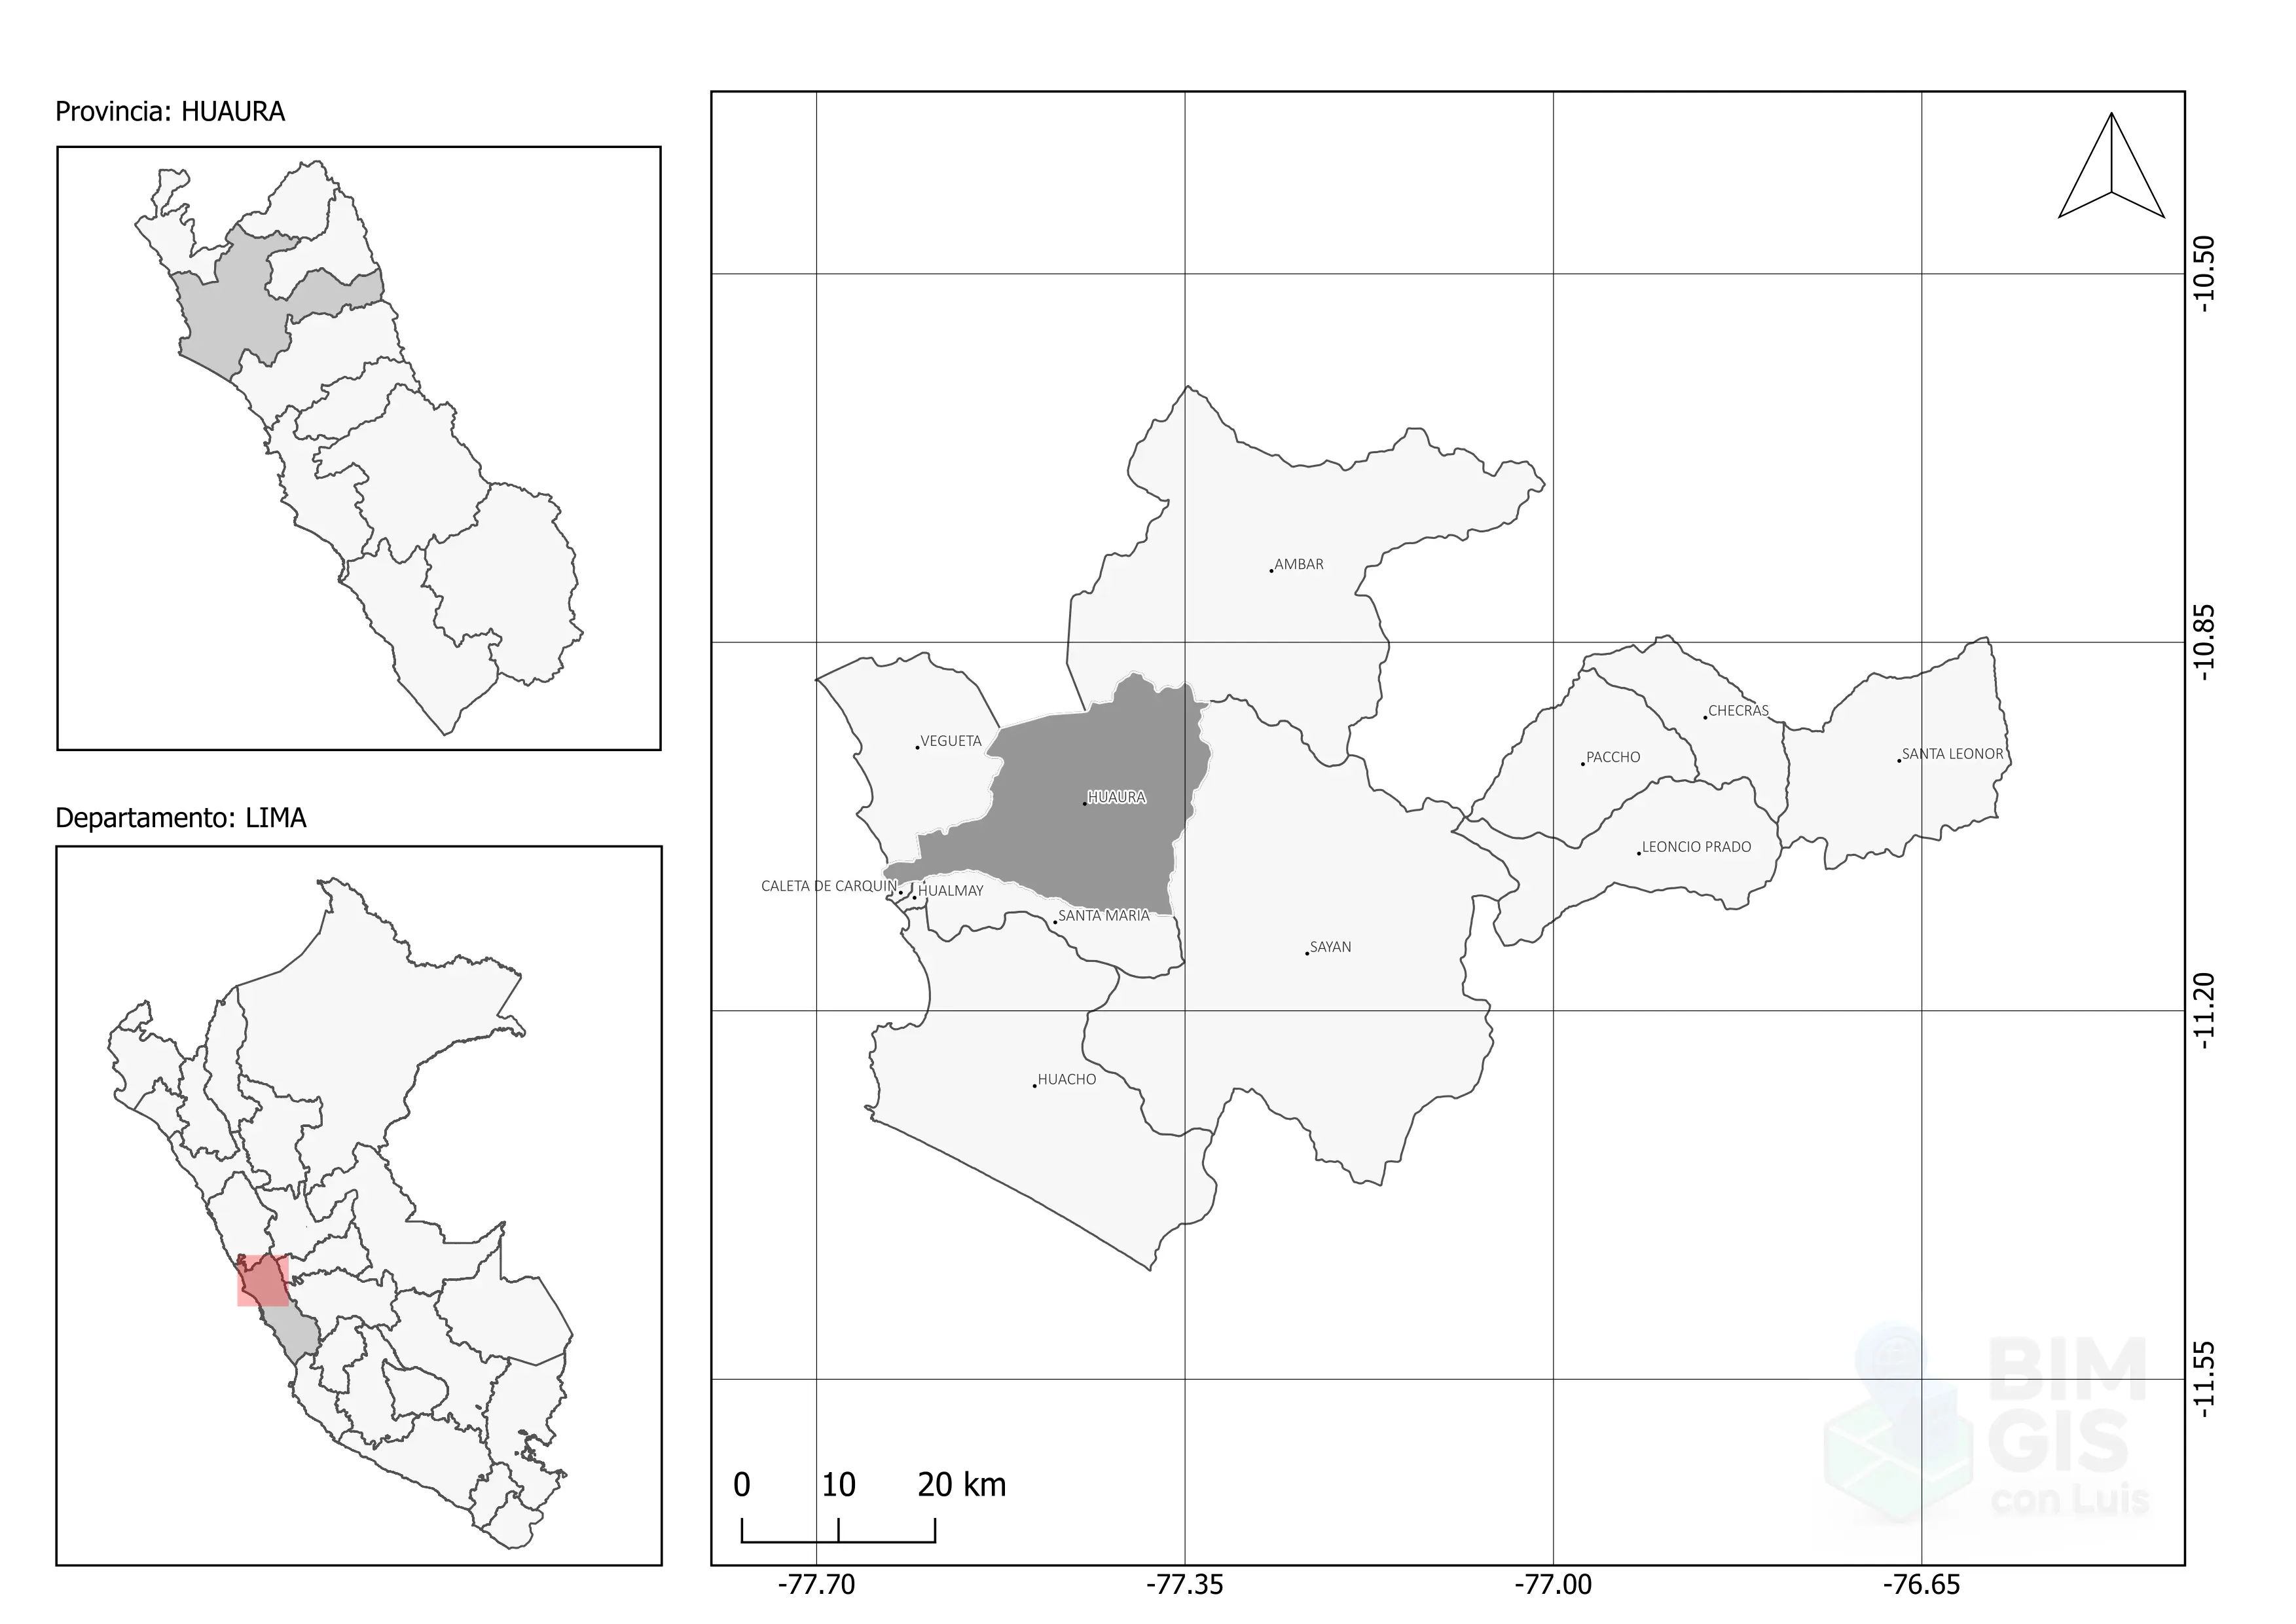 Provincia: HUAURA
Departamento: LIMA
AMBAR
CHECRAS
VEGUETA
SANTA LEONOR
PACCHO
HUAURA
LEONCIO PRADO
CALETA DE CARQUIN
HUALMAY
SANTA MARIA
SAYAN
HUACHO
-10.50
-10.85
-11.20
-11.55
BIM
GIS
con Luis
0 10 20 km
-77.70 -77.35 -77.00 -76.65